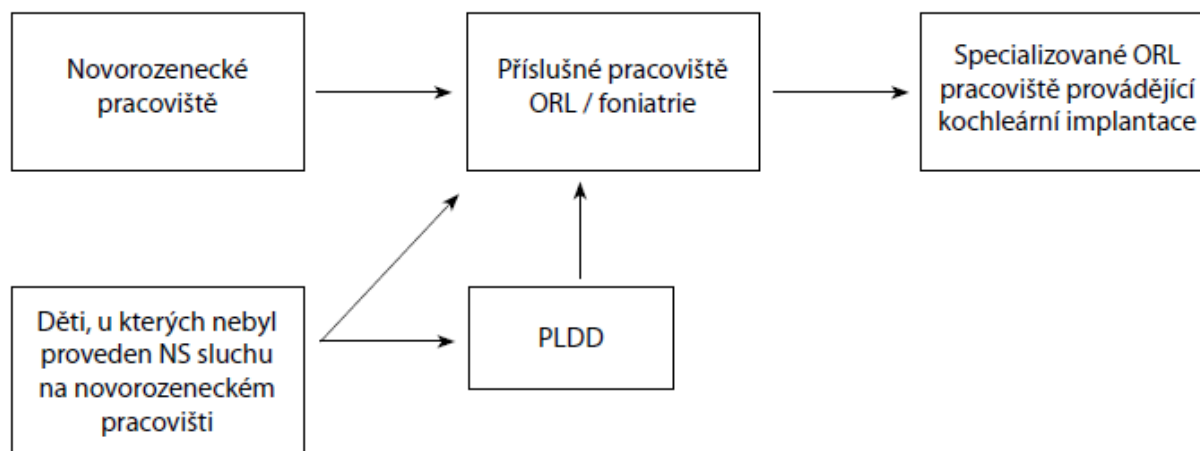 Novorozenecké
pracoviště
Příslušné pracoviště
ORL / foniatrie
Specializované ORL
pracoviště provádějící
kochleární implantace
Děti, u kterých nebyl
proveden NS sluchu
na novorozeneckém
pracovišti
PLDD